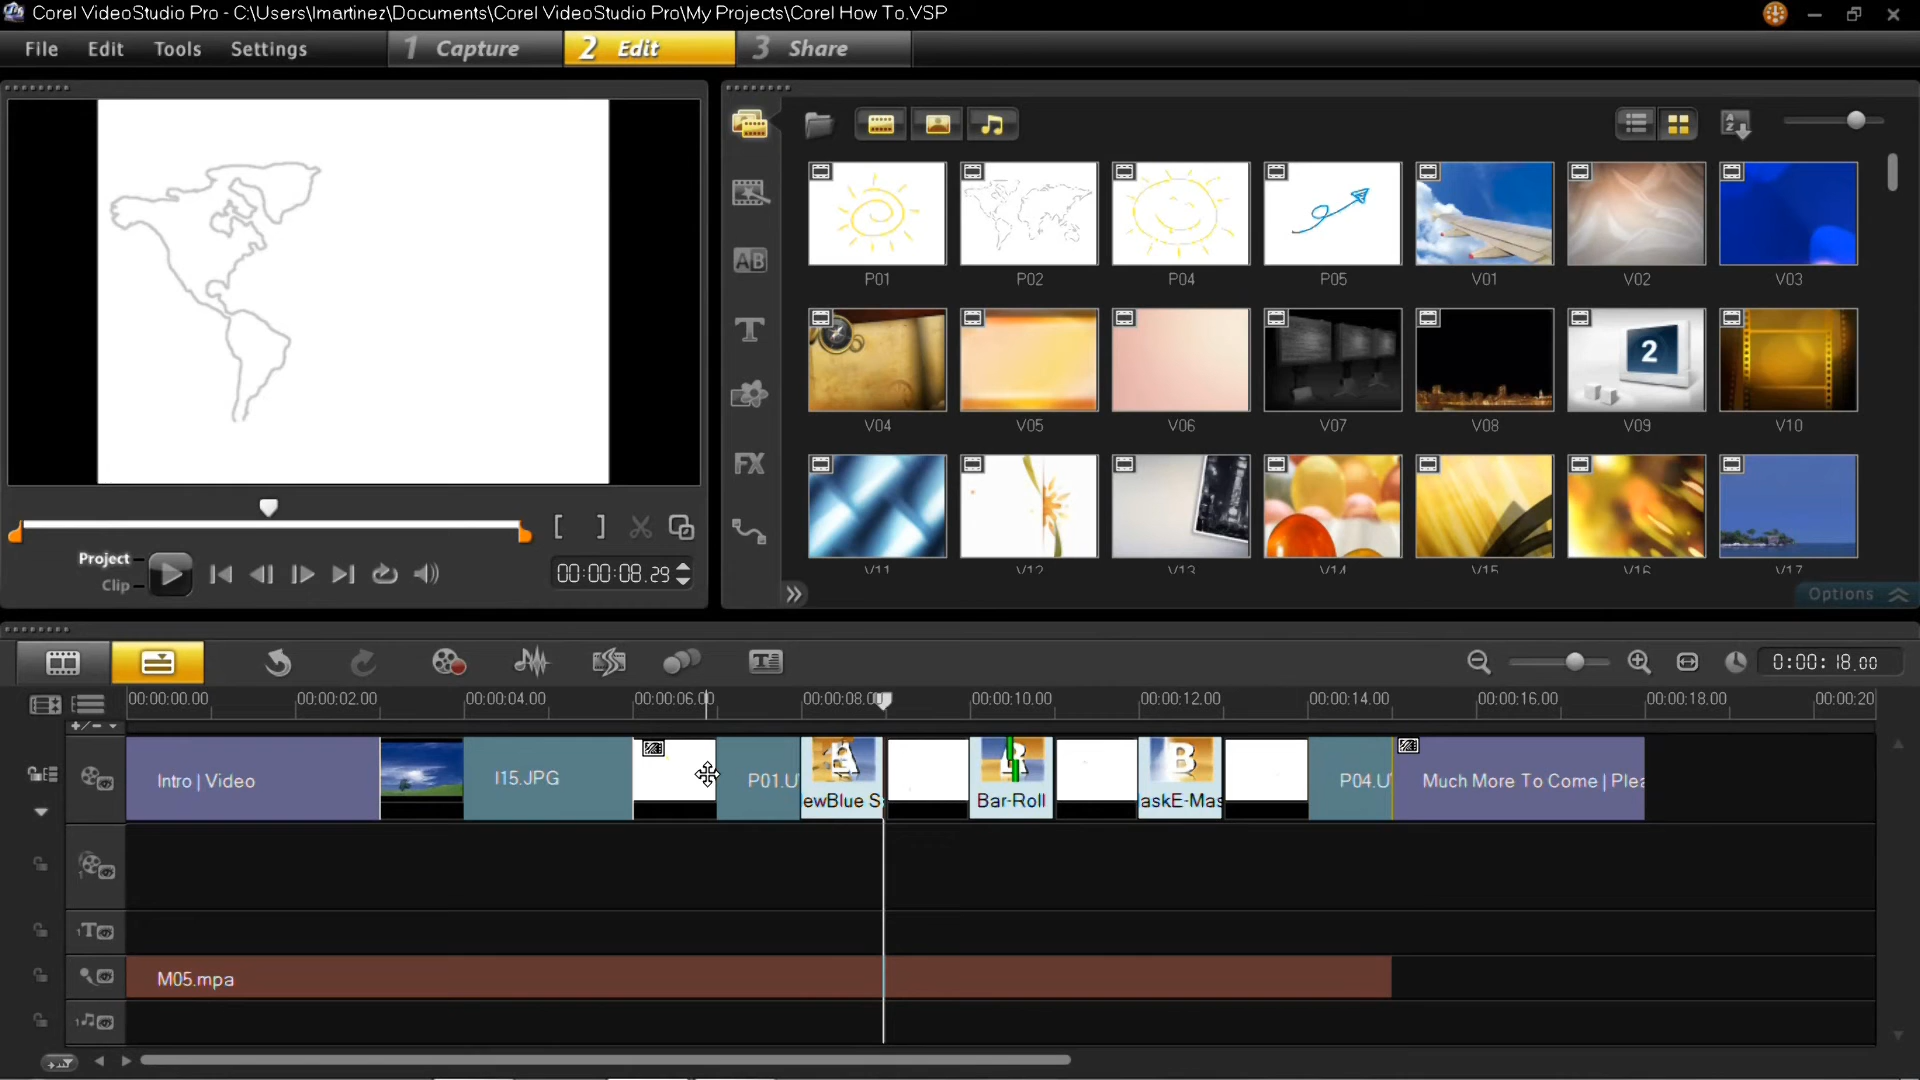 Corel VideoStudio Pro - C:\Users\lmartinez\Documents\Corel VideoStudio Pro\My Projects\Corel How To.VSP
File Edit Tools Settings 1 Capture 2 Edit 3 Share
P01 P02 P04 P05 V01 V02 V03
2
V04 V05 V06 V07 V08 V09 V10
V11 V12 V13 V14 V15 V16 V17
AB
T
FX
[ ]
Project
Clip
00:00:08.29
Options
0:00:18.00
00:00:00.00 00:00:02.00 00:00:04.00 00:00:06.00 00:00:08.00 00:00:10.00 00:00:12.00 00:00:14.00 00:00:16.00 00:00:18.00 00:00:20
+/-
Intro | Video I15.JPG P01.U A B Much More To Come | Plea
ewBlue S Bar-Roll askE-Mas P04.U
1
1T
M05.mpa
1